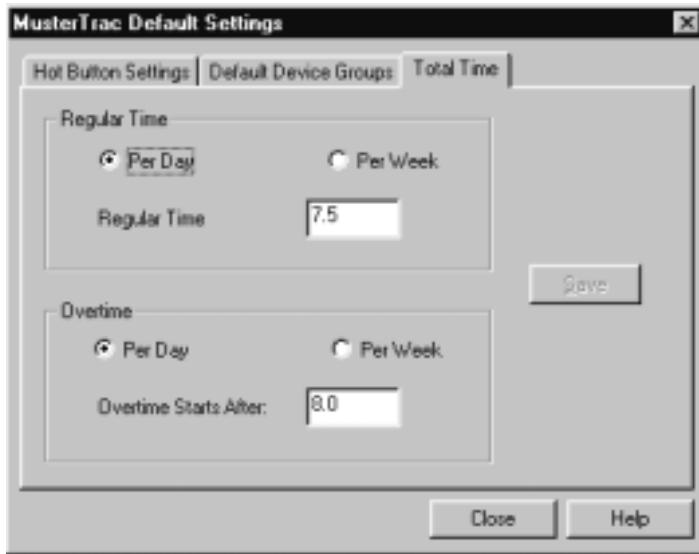 MusterTrac Default Settings
Hot Button Settings Default Device Groups Total Time
Regular Time
Per Day Per Week
Regular Time 7.5
Save
Overtime
Per Day Per Week
Overtime Starts After: 8.0
Close Help